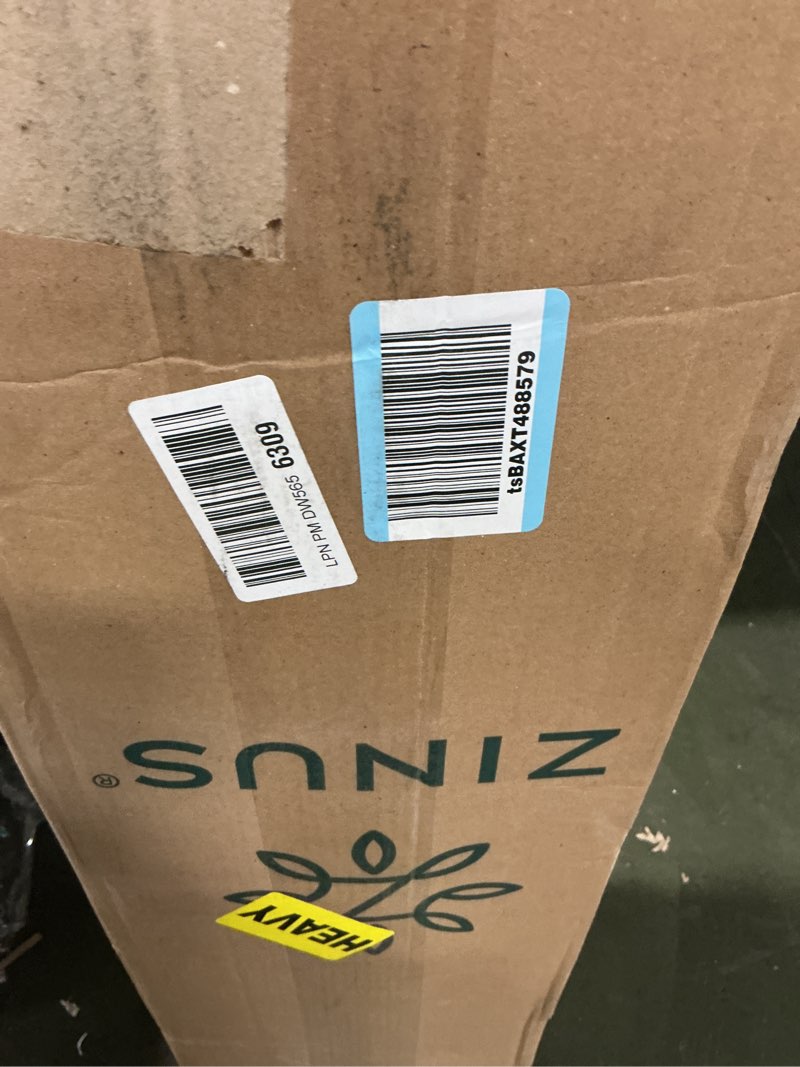 tsBAXT488579
LPN PM DW565 6309
ZINUS®
HEAVY